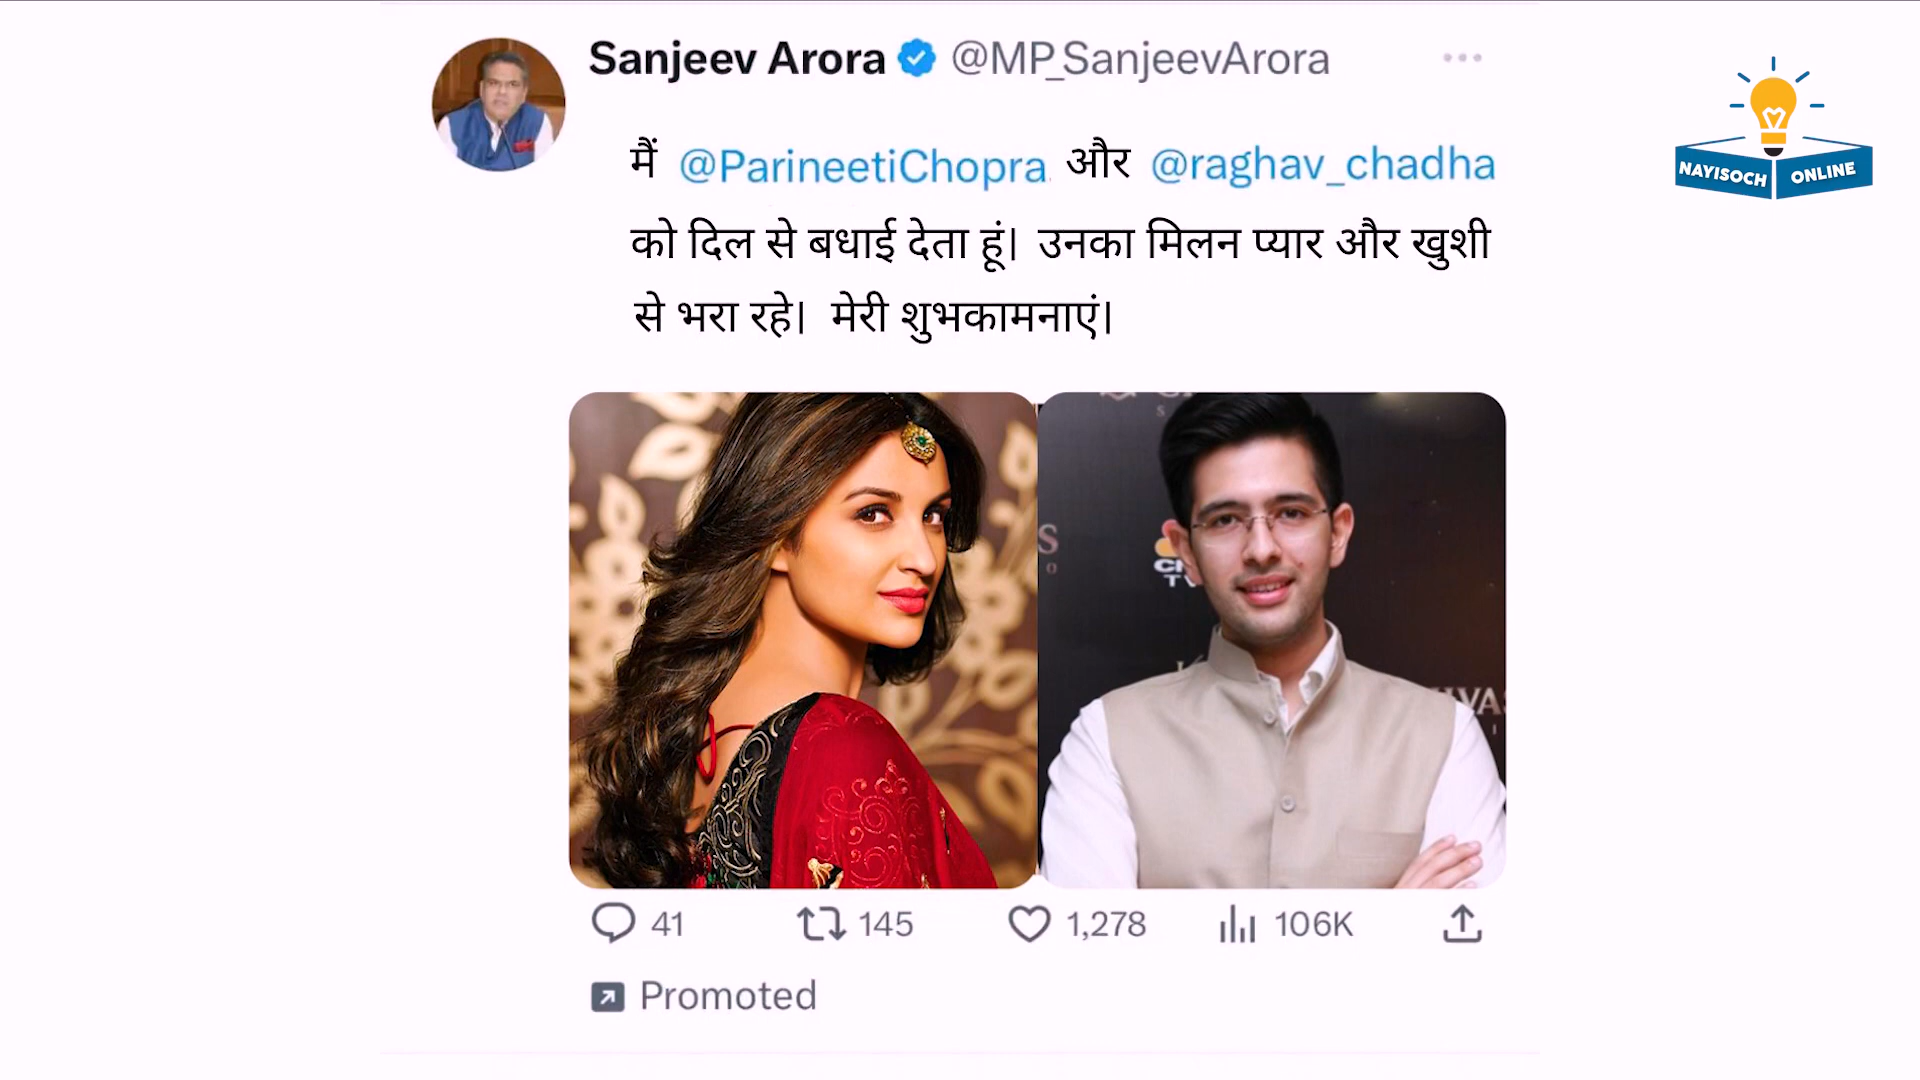 Sanjeev Arora @MP_SanjeevArora
NAYISOCH ONLINE
मैं @ParineetiChopra और @raghav_chadha
को दिल से बधाई देता हूं। उनका मिलन प्यार और खुशी
से भरा रहे। मेरी शुभकामनाएं।
41 145 1,278 106K
Promoted